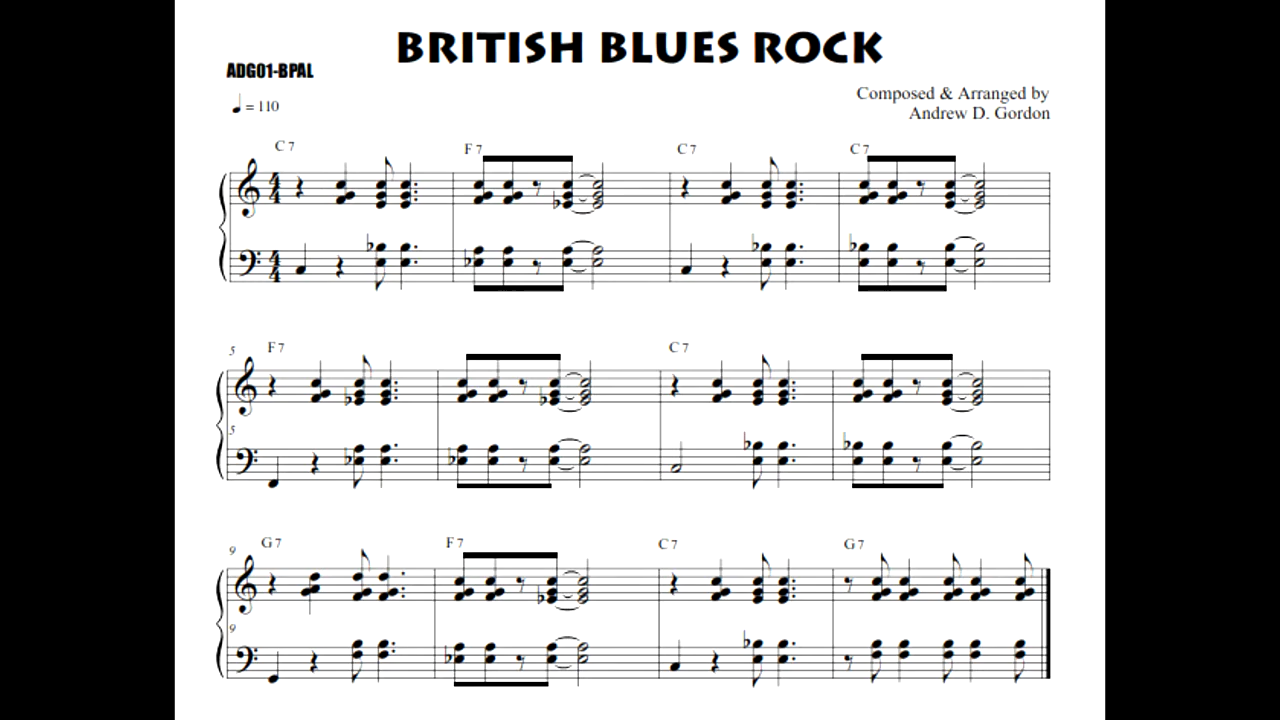 BRITISH BLUES ROCK
ADG01-BPAL
♩ = 110
Composed & Arranged by
Andrew D. Gordon
C7 F7 C7 C7
4/4
4/4
5 F7 C7
5
9 G7 F7 C7 G7
9